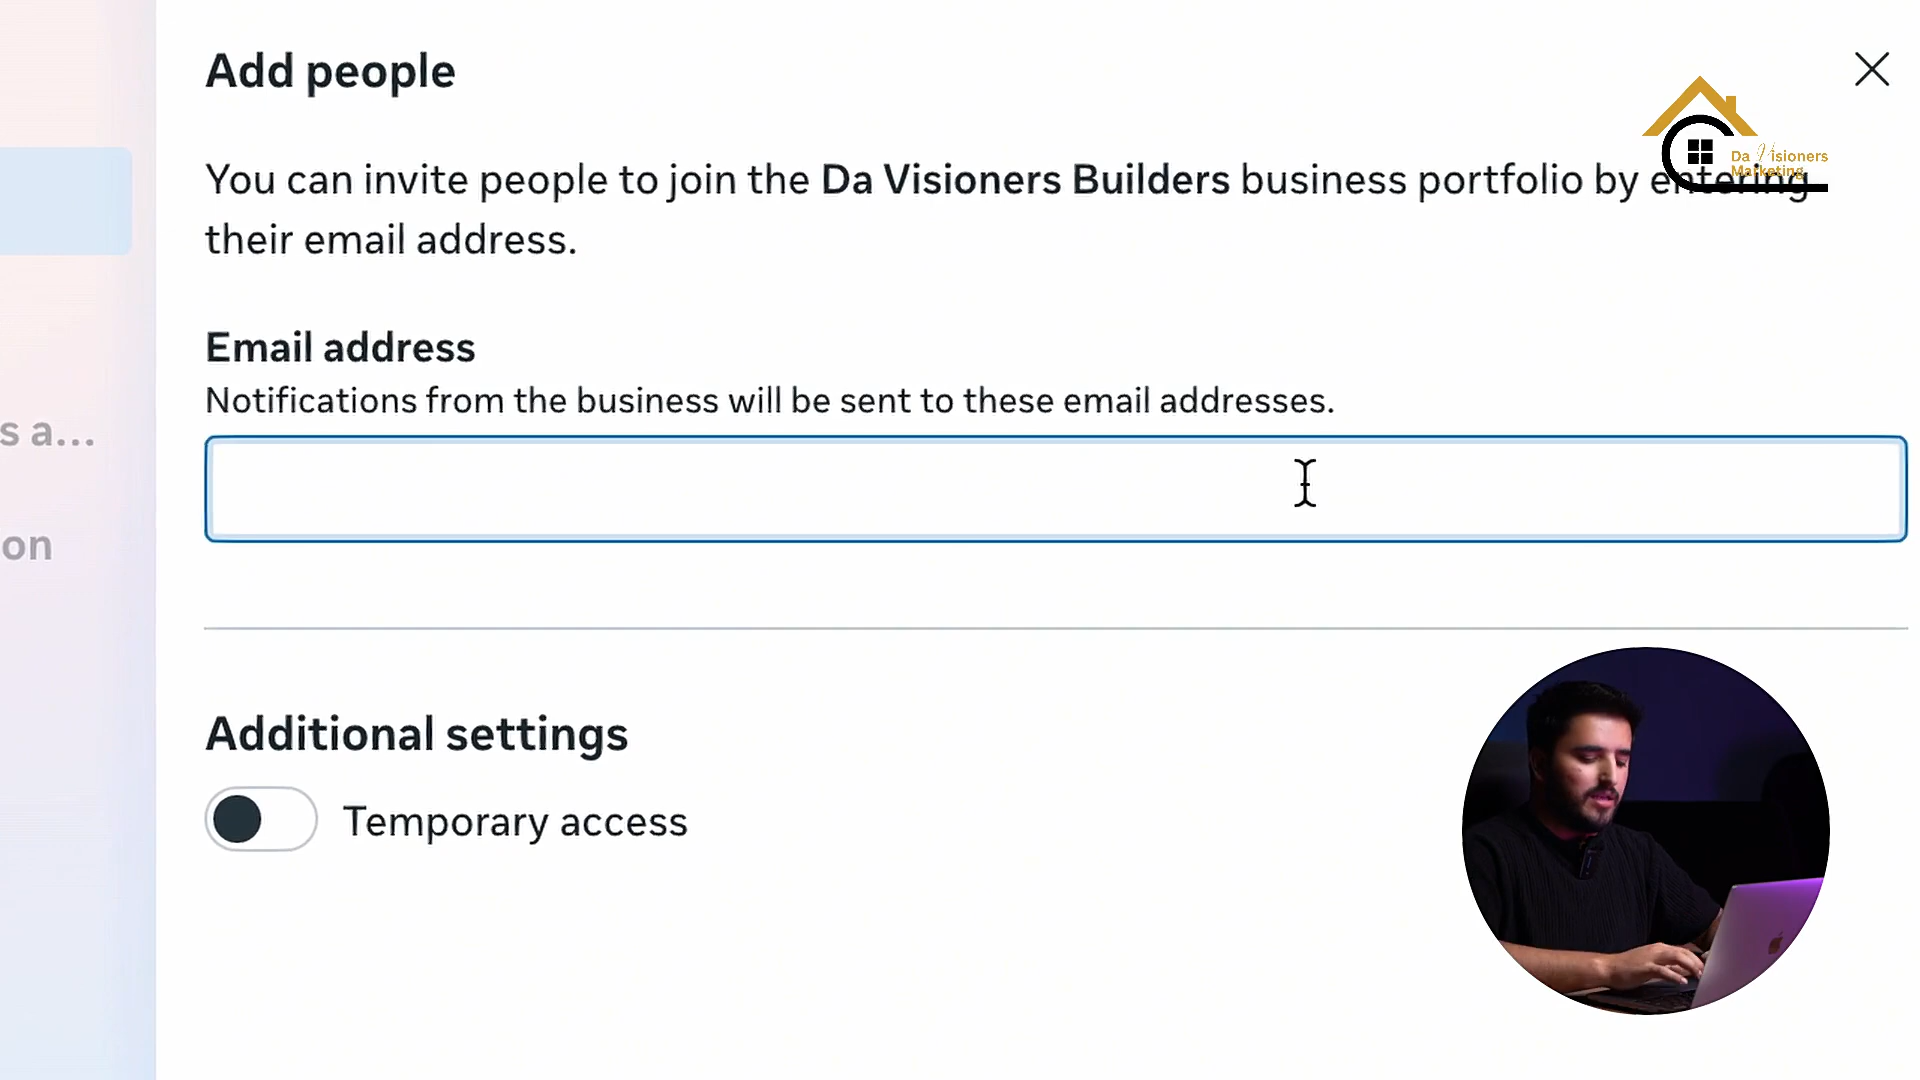 Add people
Da Visioners
Marketing
You can invite people to join the Da Visioners Builders business portfolio by entering
their email address.
Email address
Notifications from the business will be sent to these email addresses.
s a...
on
Additional settings
Temporary access